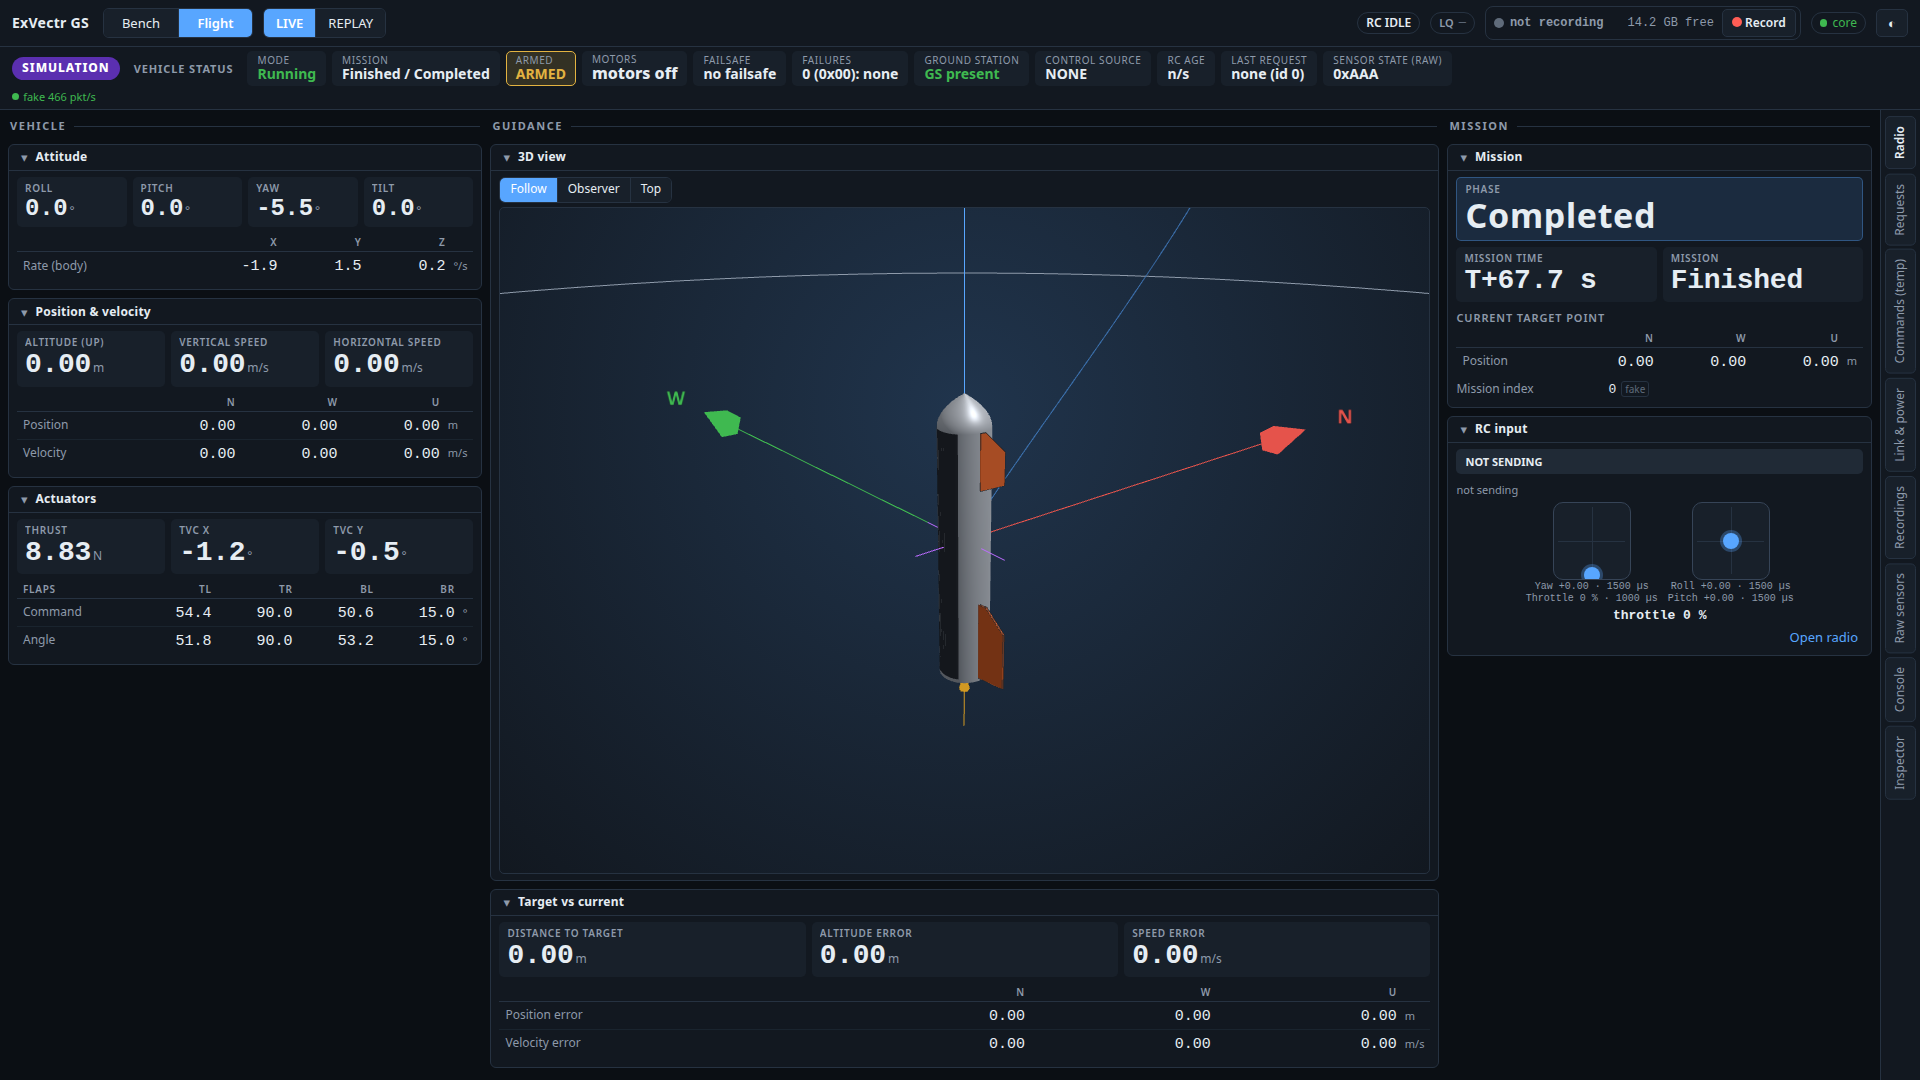 ExVectr GS Bench Flight LIVE REPLAY RC IDLE LQ — not recording 14.2 GB free Record core
SIMULATION VEHICLE STATUS
MODE
Running
MISSION
Finished / Completed
ARMED
ARMED
MOTORS
motors off
FAILSAFE
no failsafe
FAILURES
0 (0x00): none
GROUND STATION
GS present
CONTROL SOURCE
NONE
RC AGE
n/s
LAST REQUEST
none (id 0)
SENSOR STATE (RAW)
0xAAA
fake 466 pkt/s
VEHICLE
▼ Attitude
ROLL PITCH YAW TILT
0.0° 0.0° -5.5° 0.0°
X Y Z
Rate (body) -1.9 1.5 0.2 °/s
▼ Position & velocity
ALTITUDE (UP) VERTICAL SPEED HORIZONTAL SPEED
0.00 m 0.00 m/s 0.00 m/s
N W U
Position 0.00 0.00 0.00 m
Velocity 0.00 0.00 0.00 m/s
▼ Actuators
THRUST TVC X TVC Y
8.83 N -1.2° -0.5°
FLAPS TL TR BL BR
Command 54.4 90.0 50.6 15.0 °
Angle 51.8 90.0 53.2 15.0 °
GUIDANCE
▼ 3D view
Follow Observer Top
W
N
▼ Target vs current
DISTANCE TO TARGET ALTITUDE ERROR SPEED ERROR
0.00 m 0.00 m 0.00 m/s
N W U
Position error 0.00 0.00 0.00 m
Velocity error 0.00 0.00 0.00 m/s
MISSION
▼ Mission
PHASE
Completed
MISSION TIME MISSION
T+67.7 s Finished
CURRENT TARGET POINT
N W U
Position 0.00 0.00 0.00 m
Mission index 0 fake
▼ RC input
NOT SENDING
not sending
Yaw +0.00 · 1500 µs Roll +0.00 · 1500 µs
Throttle 0 % · 1000 µs Pitch +0.00 · 1500 µs
throttle 0 %
Open radio
Radio
Requests
Commands (temp)
Link & power
Recordings
Raw sensors
Console
Inspector